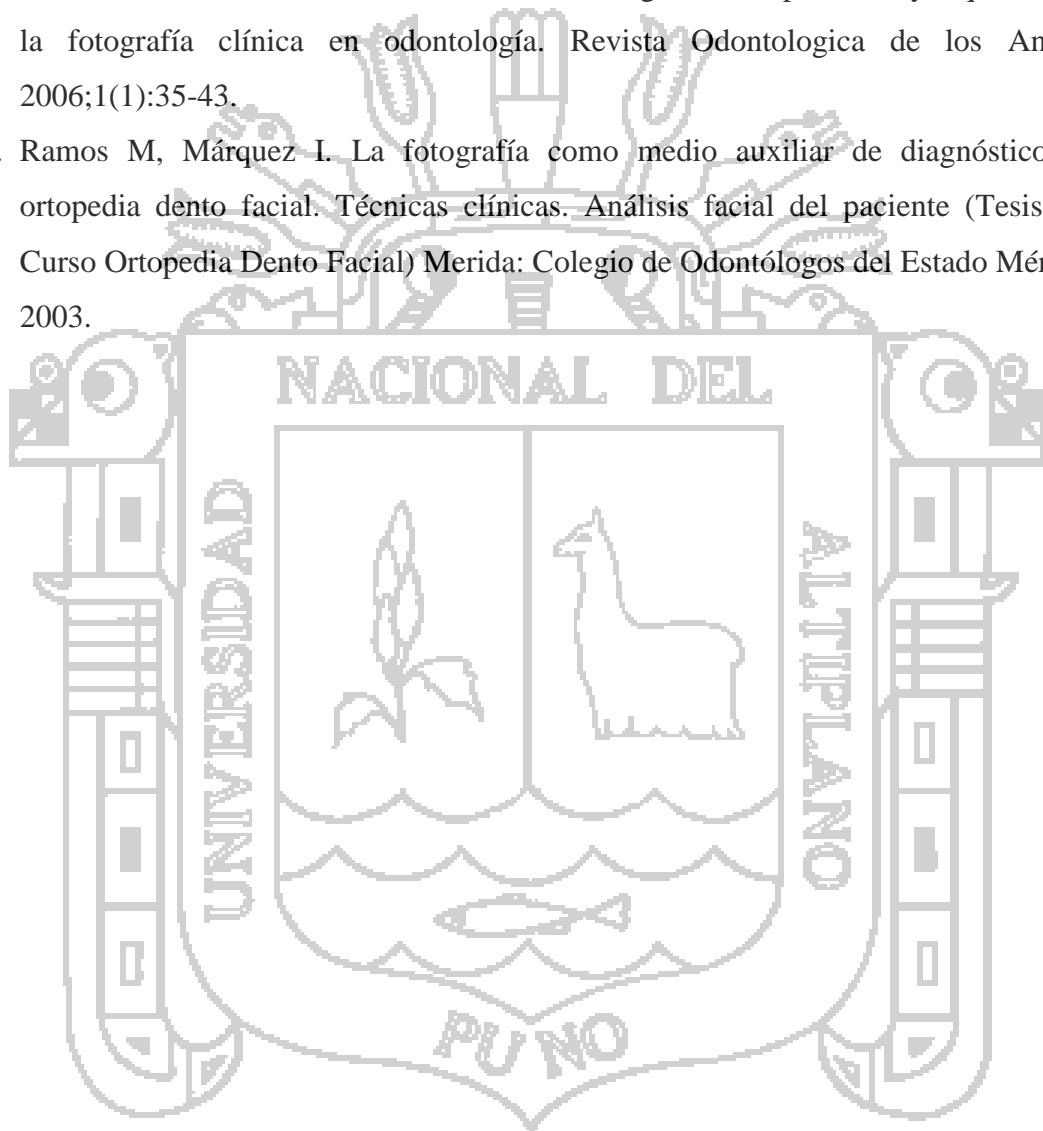 la fotografía clínica en odontología. Revista Odontologica de los An
2006;1(1):35-43.
. Ramos M, Márquez I. La fotografía como medio auxiliar de diagnóstico
ortopedia dento facial. Técnicas clínicas. Análisis facial del paciente (Tesis
Curso Ortopedia Dento Facial) Merida: Colegio de Odontólogos del Estado Mér
2003.
NACIONAL DEL
UNIVERSIDAD
ALTIPLANO
PUNO